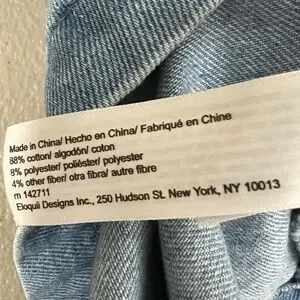 Made in China/ Hecho en China/ Fabriqué en Chine
88% cotton/ algodón/ coton
8% polyester/ poliéster/ polyester
4% other fiber/ otra fibra/ autre fibre
rn 142711
Eloquii Designs Inc., 250 Hudson St. New York, NY 10013